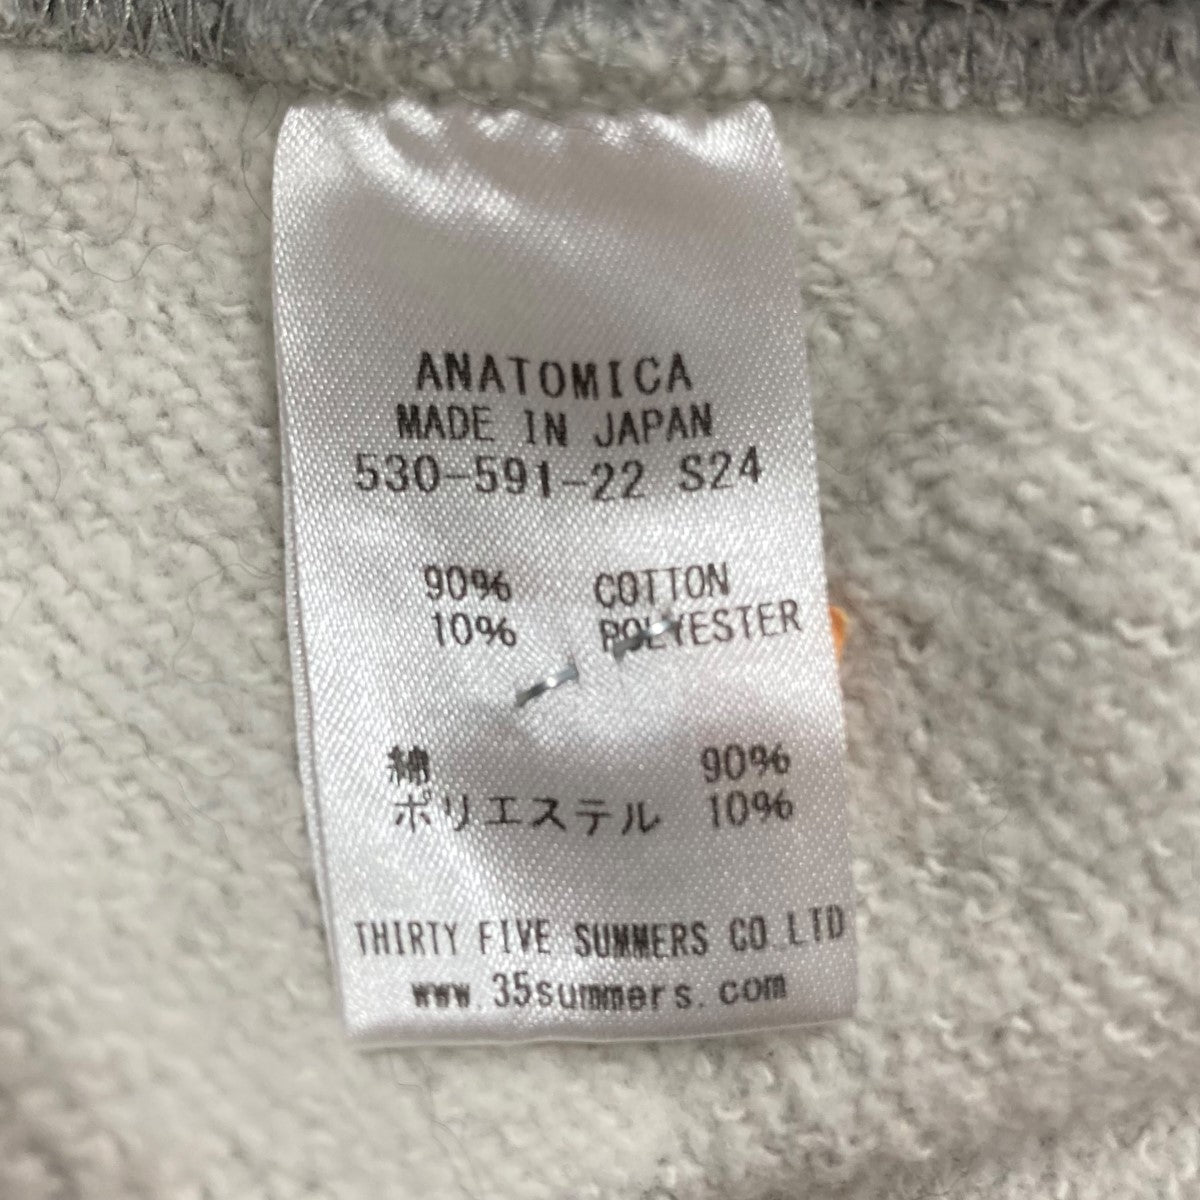 ANATOMICA
MADE IN JAPAN
530-591-22 S24
90% COTTON
10% POLYESTER
綿 90%
ポリエステル 10%
THIRTY FIVE SUMMERS CO LTD
www.35summers.com